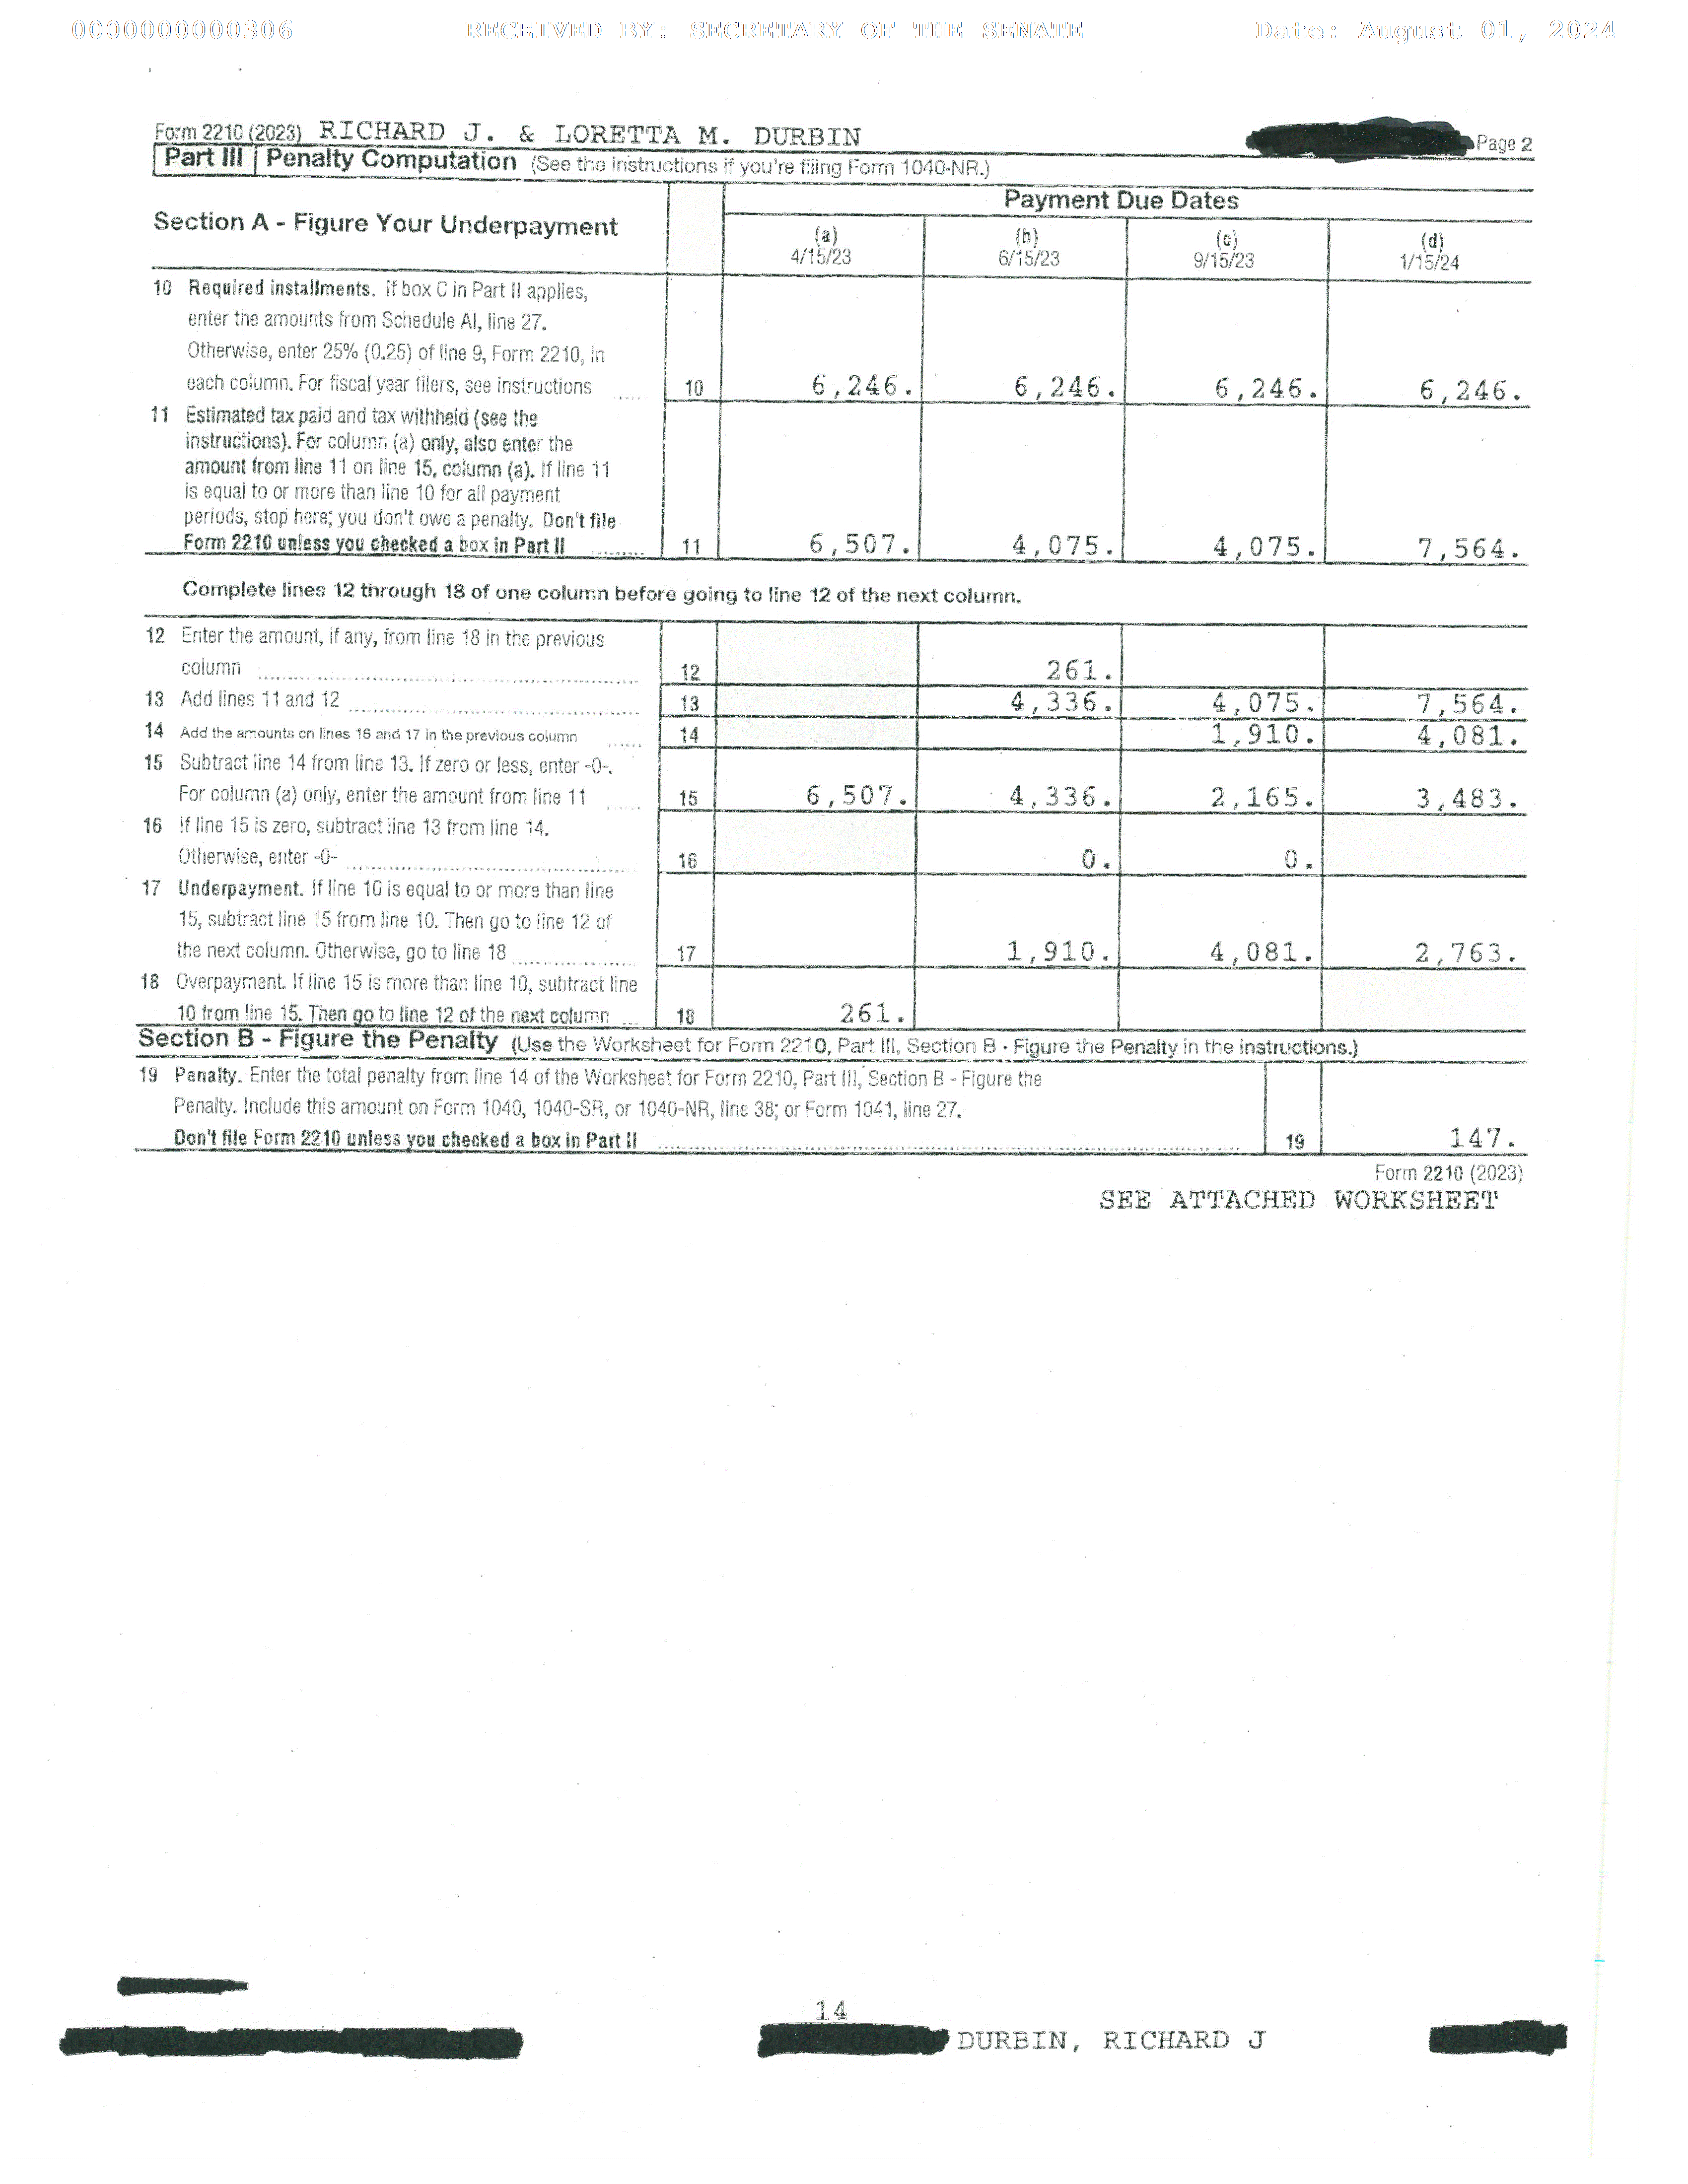 0000000000306 RECEIVED BY: SECRETARY OF THE SENATE Date: August 01, 2024
Form 2210 (2023) RICHARD J. & LORETTA M. DURBIN Page 2
Part III Penalty Computation (See the instructions if you're filing Form 1040-NR.)
Payment Due Dates
Section A - Figure Your Underpayment
(a) (b) (c) (d)
4/15/23 6/15/23 9/15/23 1/15/24
10 Required installments. If box C in Part II applies,
enter the amounts from Schedule AI, line 27.
Otherwise, enter 25% (0.25) of line 9, Form 2210, in
each column. For fiscal year filers, see instructions ..... 10 6,246. 6,246. 6,246. 6,246.
11 Estimated tax paid and tax withheld (see the
instructions). For column (a) only, also enter the
amount from line 11 on line 15, column (a). If line 11
is equal to or more than line 10 for all payment
periods, stop here; you don't owe a penalty. Don't file
Form 2210 unless you checked a box in Part II ......... 11 6,507. 4,075. 4,075. 7,564.
Complete lines 12 through 18 of one column before going to line 12 of the next column.
12 Enter the amount, if any, from line 18 in the previous
column ..... 12 261.
13 Add lines 11 and 12 ..... 13 4,336. 4,075. 7,564.
14 Add the amounts on lines 16 and 17 in the previous column ..... 14 1,910. 4,081.
15 Subtract line 14 from line 13. If zero or less, enter -0-.
For column (a) only, enter the amount from line 11 ..... 15 6,507. 4,336. 2,165. 3,483.
16 If line 15 is zero, subtract line 13 from line 14.
Otherwise, enter -0- ..... 16 0. 0.
17 Underpayment. If line 10 is equal to or more than line
15, subtract line 15 from line 10. Then go to line 12 of
the next column. Otherwise, go to line 18 ..... 17 1,910. 4,081. 2,763.
18 Overpayment. If line 15 is more than line 10, subtract line
10 from line 15. Then go to line 12 of the next column ... 18 261.
Section B - Figure the Penalty (Use the Worksheet for Form 2210, Part III, Section B - Figure the Penalty in the instructions.)
19 Penalty. Enter the total penalty from line 14 of the Worksheet for Form 2210, Part III, Section B - Figure the
Penalty. Include this amount on Form 1040, 1040-SR, or 1040-NR, line 38; or Form 1041, line 27.
Don't file Form 2210 unless you checked a box in Part II ..... 19 147.
Form 2210 (2023)
SEE ATTACHED WORKSHEET
14
DURBIN, RICHARD J